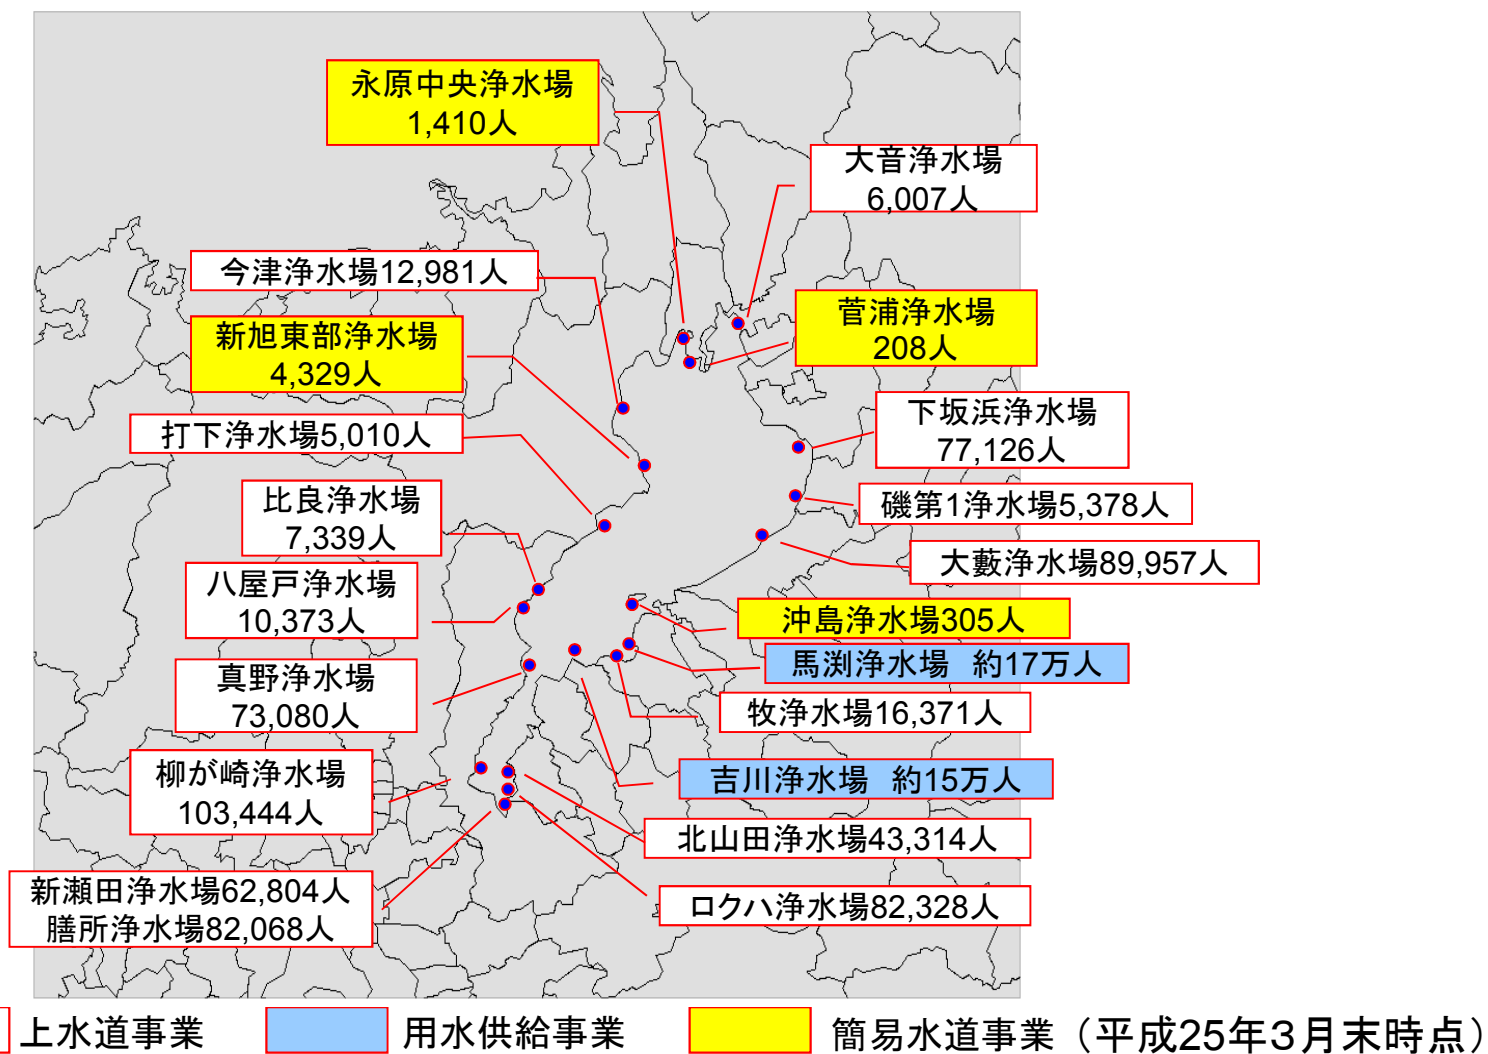 永原中央浄水場
1,410人
大音浄水場
6,007人
今津浄水場12,981人
菅浦浄水場
208人
新旭東部浄水場
4,329人
下坂浜浄水場
77,126人
打下浄水場5,010人
比良浄水場
7,339人
磯第1浄水場5,378人
大藪浄水場89,957人
八屋戸浄水場
10,373人
沖島浄水場305人
馬渕浄水場 約17万人
真野浄水場
73,080人
牧浄水場16,371人
柳が崎浄水場
103,444人
吉川浄水場 約15万人
北山田浄水場43,314人
新瀬田浄水場62,804人
膳所浄水場82,068人
ロクハ浄水場82,328人
上水道事業 用水供給事業 簡易水道事業（平成25年３月末時点）